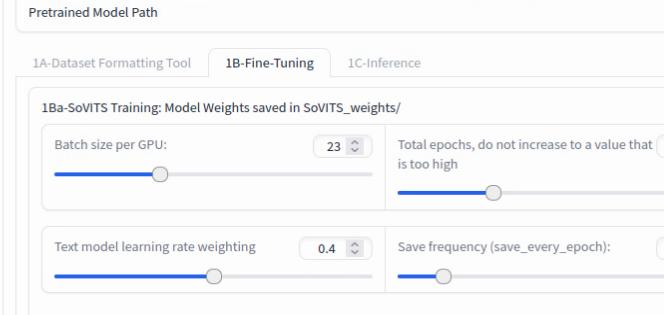 Pretrained Model Path
1A-Dataset Formatting Tool
1B-Fine-Tuning
1C-Inference
1Ba-SoVITS Training: Model Weights saved in SoVITS_weights/
Batch size per GPU:
23
Total epochs, do not increase to a value that
is too high
Text model learning rate weighting
0.4
Save frequency (save_every_epoch):